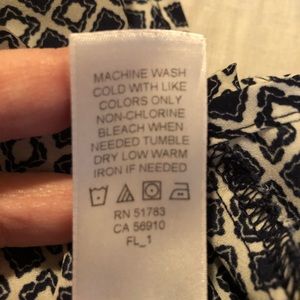 MACHINE WASH
COLD WITH LIKE
COLORS ONLY
NON-CHLORINE
BLEACH WHEN
NEEDED TUMBLE
DRY LOW WARM
IRON IF NEEDED
RN 51783
CA 56910
FL_1